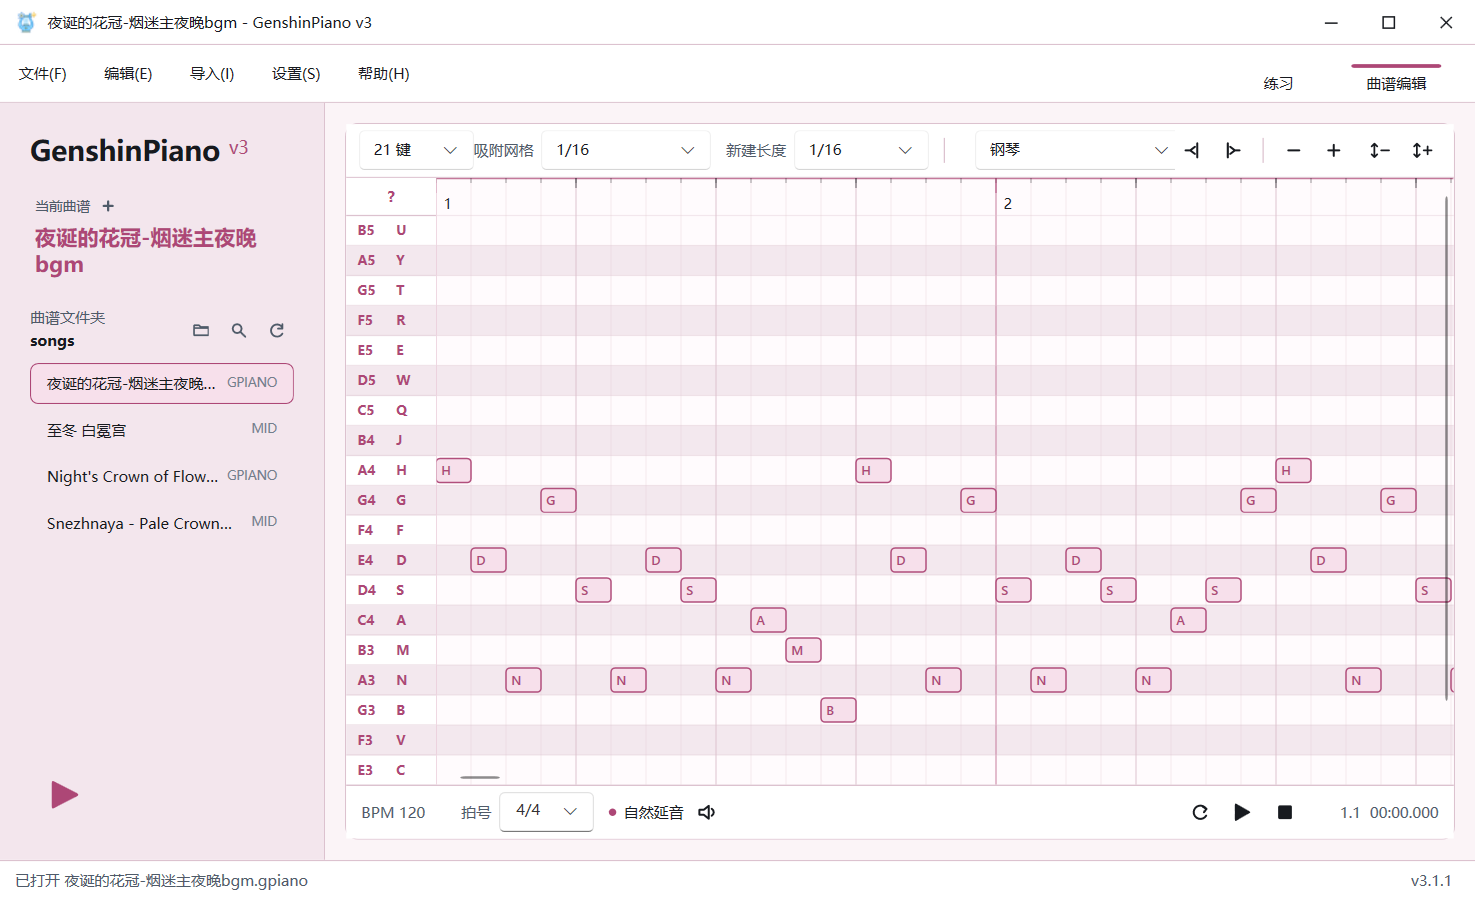 夜诞的花冠-烟迷主夜晚bgm - GenshinPiano v3
文件(F) 编辑(E) 导入(I) 设置(S) 帮助(H)
练习 曲谱编辑
GenshinPiano v3
当前曲谱 +
夜诞的花冠-烟迷主夜晚
bgm
曲谱文件夹
songs
夜诞的花冠-烟迷主夜晚... GPIANO
至冬 白冕宫 MID
Night's Crown of Flow... GPIANO
Snezhnaya - Pale Crown... MID
21 键 吸附网格 1/16 新建长度 1/16 钢琴
? 1 2
B5 U
A5 Y
G5 T
F5 R
E5 E
D5 W
C5 Q
B4 J
A4 H H H H
G4 G G G G G
F4 F
E4 D D D D D D
D4 S S S S S S S
C4 A A A
B3 M M
A3 N N N N N N N N
G3 B B
F3 V
E3 C
BPM 120 拍号 4/4 自然延音 1.1 00:00.000
已打开 夜诞的花冠-烟迷主夜晚bgm.gpiano v3.1.1